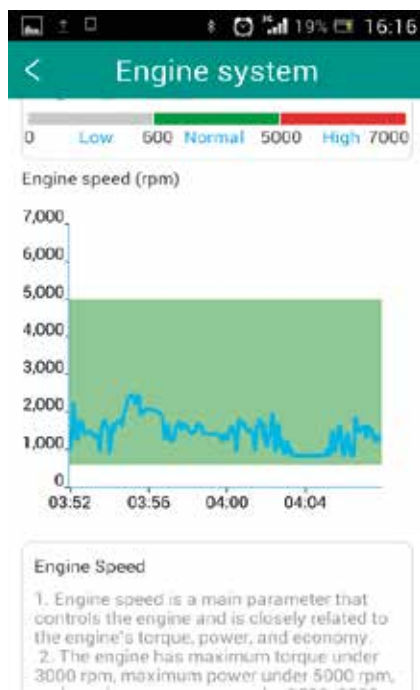 19% 16:16
< Engine system
0 Low 600 Normal 5000 High 7000
Engine speed (rpm)
7,000
6,000
5,000
4,000
3,000
2,000
1,000
0
03:52 03:56 04:00 04:04
Engine Speed
1. Engine speed is a main parameter that
controls the engine and is closely related to
the engine's torque, power, and economy.
2. The engine has maximum torque under
3000 rpm, maximum power under 5000 rpm,